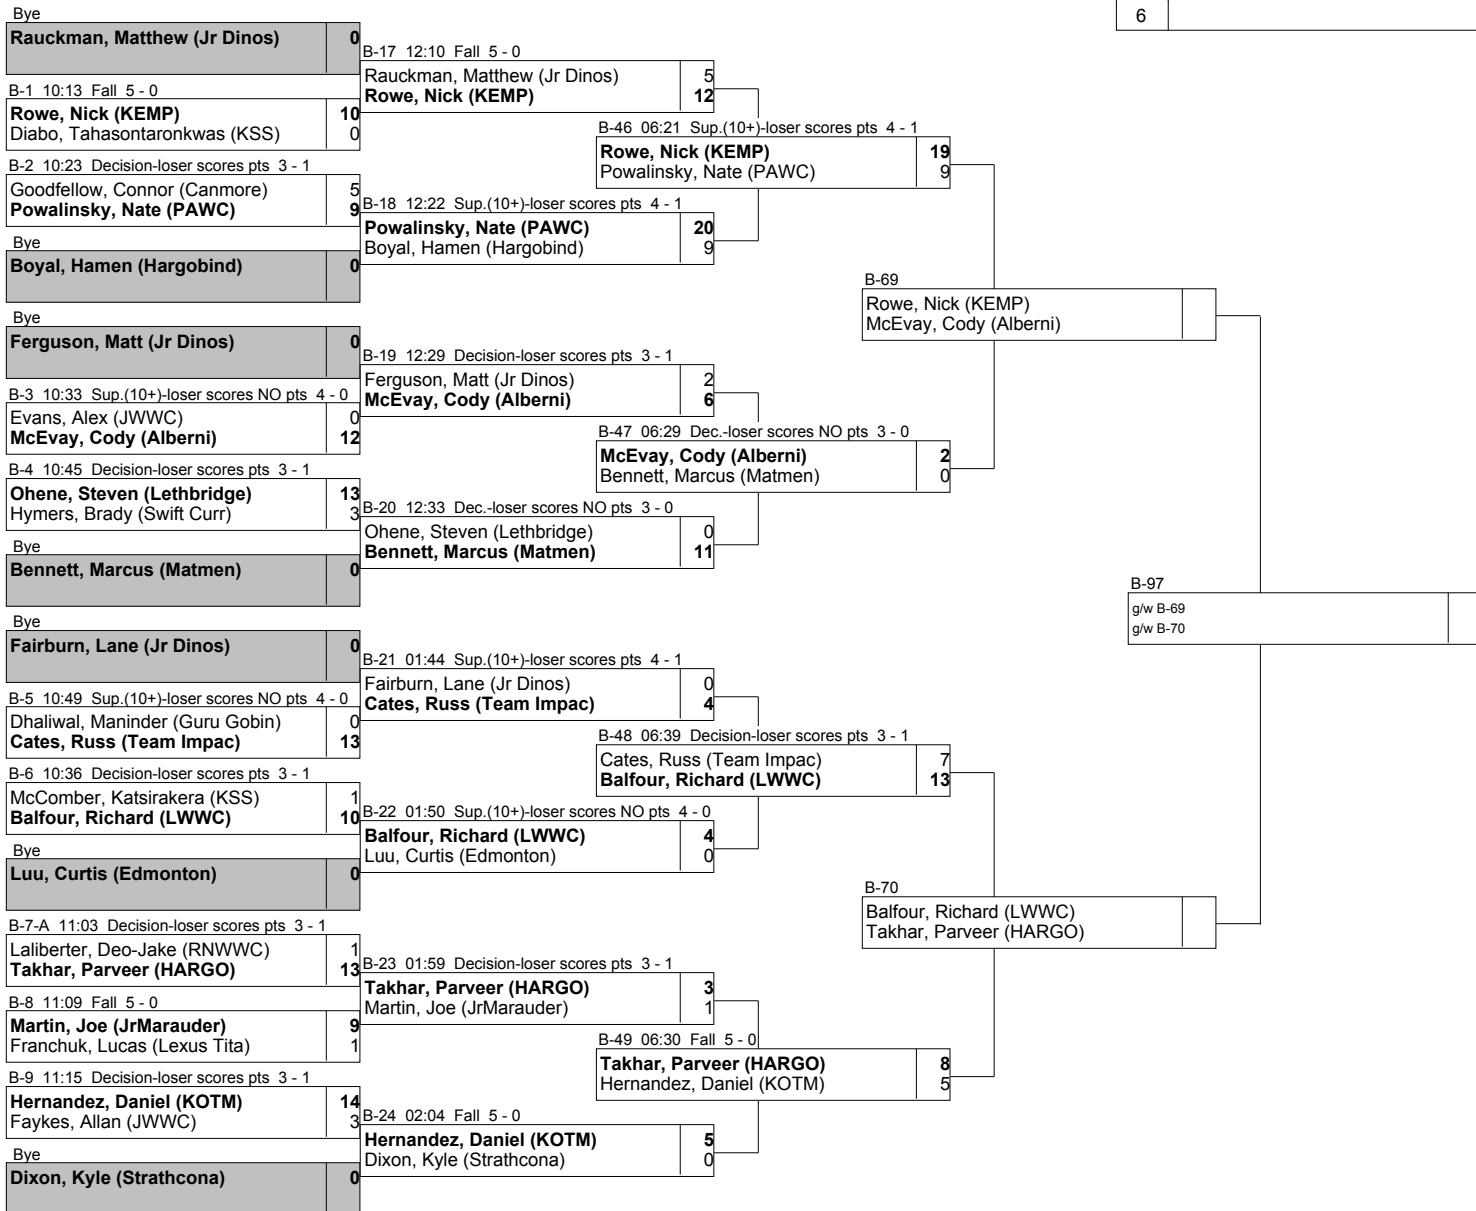 6
Bye
Rauckman, Matthew (Jr Dinos) 0
B-1 10:13 Fall 5 - 0
Rowe, Nick (KEMP) 10
Diabo, Tahasontaronkwas (KSS) 0
B-2 10:23 Decision-loser scores pts 3 - 1
Goodfellow, Connor (Canmore) 5
Powalinsky, Nate (PAWC) 9
Bye
Boyal, Hamen (Hargobind) 0
Bye
Ferguson, Matt (Jr Dinos) 0
B-3 10:33 Sup.(10+)-loser scores NO pts 4 - 0
Evans, Alex (JWWC) 0
McEvay, Cody (Alberni) 12
B-4 10:45 Decision-loser scores pts 3 - 1
Ohene, Steven (Lethbridge) 13
Hymers, Brady (Swift Curr) 3
Bye
Bennett, Marcus (Matmen) 0
Bye
Fairburn, Lane (Jr Dinos) 0
B-5 10:49 Sup.(10+)-loser scores NO pts 4 - 0
Dhaliwal, Maninder (Guru Gobin) 0
Cates, Russ (Team Impac) 13
B-6 10:36 Decision-loser scores pts 3 - 1
McComber, Katsirakera (KSS) 1
Balfour, Richard (LWWC) 10
Bye
Luu, Curtis (Edmonton) 0
B-7-A 11:03 Decision-loser scores pts 3 - 1
Laliberter, Deo-Jake (RNWWC) 1
Takhar, Parveer (HARGO) 13
B-8 11:09 Fall 5 - 0
Martin, Joe (JrMarauder) 9
Franchuk, Lucas (Lexus Tita) 1
B-9 11:15 Decision-loser scores pts 3 - 1
Hernandez, Daniel (KOTM) 14
Faykes, Allan (JWWC) 3
Bye
Dixon, Kyle (Strathcona) 0
B-17 12:10 Fall 5 - 0
Rauckman, Matthew (Jr Dinos) 5
Rowe, Nick (KEMP) 12
B-18 12:22 Sup.(10+)-loser scores pts 4 - 1
Powalinsky, Nate (PAWC) 20
Boyal, Hamen (Hargobind) 9
B-19 12:29 Decision-loser scores pts 3 - 1
Ferguson, Matt (Jr Dinos) 2
McEvay, Cody (Alberni) 6
B-20 12:33 Dec.-loser scores NO pts 3 - 0
Ohene, Steven (Lethbridge) 0
Bennett, Marcus (Matmen) 11
B-21 01:44 Sup.(10+)-loser scores pts 4 - 1
Fairburn, Lane (Jr Dinos) 0
Cates, Russ (Team Impac) 4
B-22 01:50 Sup.(10+)-loser scores NO pts 4 - 0
Balfour, Richard (LWWC) 4
Luu, Curtis (Edmonton) 0
B-23 01:59 Decision-loser scores pts 3 - 1
Takhar, Parveer (HARGO) 3
Martin, Joe (JrMarauder) 1
B-24 02:04 Fall 5 - 0
Hernandez, Daniel (KOTM) 5
Dixon, Kyle (Strathcona) 0
B-46 06:21 Sup.(10+)-loser scores pts 4 - 1
Rowe, Nick (KEMP) 19
Powalinsky, Nate (PAWC) 9
B-47 06:29 Dec.-loser scores NO pts 3 - 0
McEvay, Cody (Alberni) 2
Bennett, Marcus (Matmen) 0
B-48 06:39 Decision-loser scores pts 3 - 1
Cates, Russ (Team Impac) 7
Balfour, Richard (LWWC) 13
B-49 06:30 Fall 5 - 0
Takhar, Parveer (HARGO) 8
Hernandez, Daniel (KOTM) 5
B-69
Rowe, Nick (KEMP)
McEvay, Cody (Alberni)
B-70
Balfour, Richard (LWWC)
Takhar, Parveer (HARGO)
B-97
g/w B-69
g/w B-70